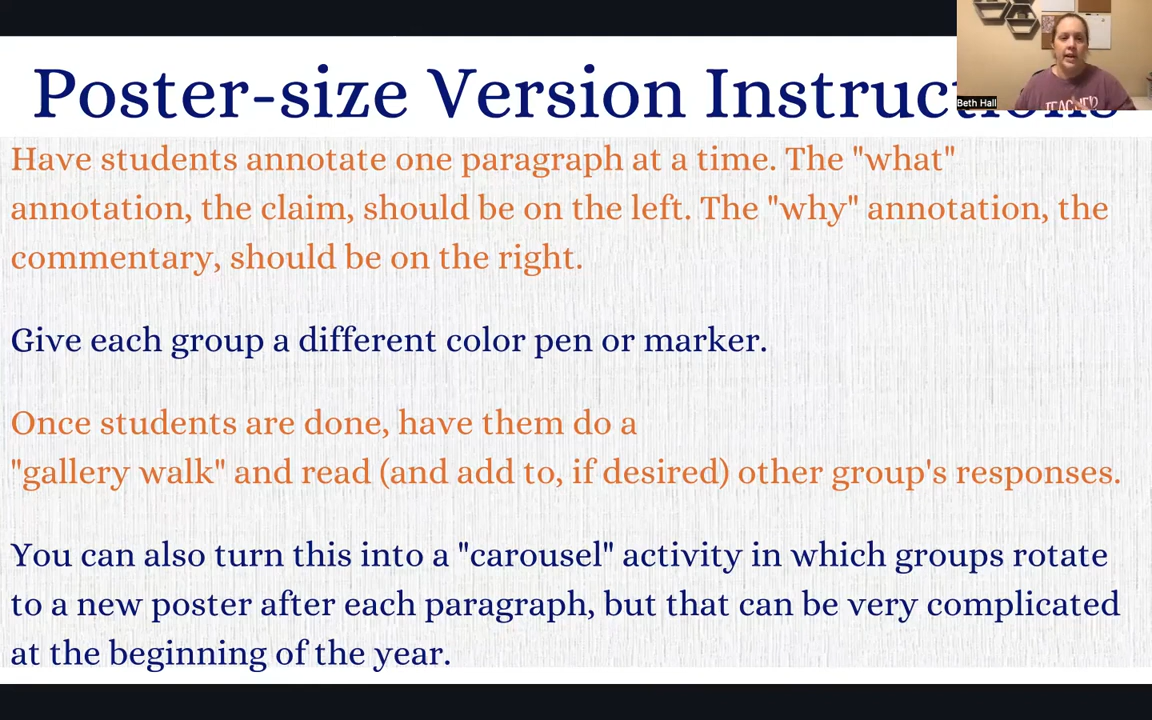 Poster-size Version Instructions
Beth Hall
TEACHER
Have students annotate one paragraph at a time. The "what"
annotation, the claim, should be on the left. The "why" annotation, the
commentary, should be on the right.
Give each group a different color pen or marker.
Once students are done, have them do a
"gallery walk" and read (and add to, if desired) other group's responses.
You can also turn this into a "carousel" activity in which groups rotate
to a new poster after each paragraph, but that can be very complicated
at the beginning of the year.